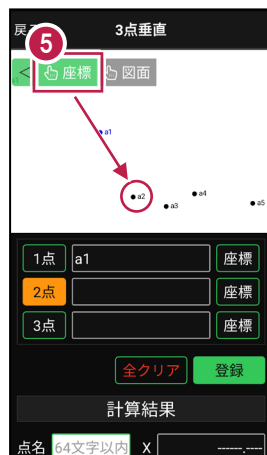 戻 3点垂直
5
< 座標 図面
a1
a2
a4
a3
a5
1点 a1 座標
2点 座標
3点 座標
全クリア 登録
計算結果
点名 64文字以内 X ------.----